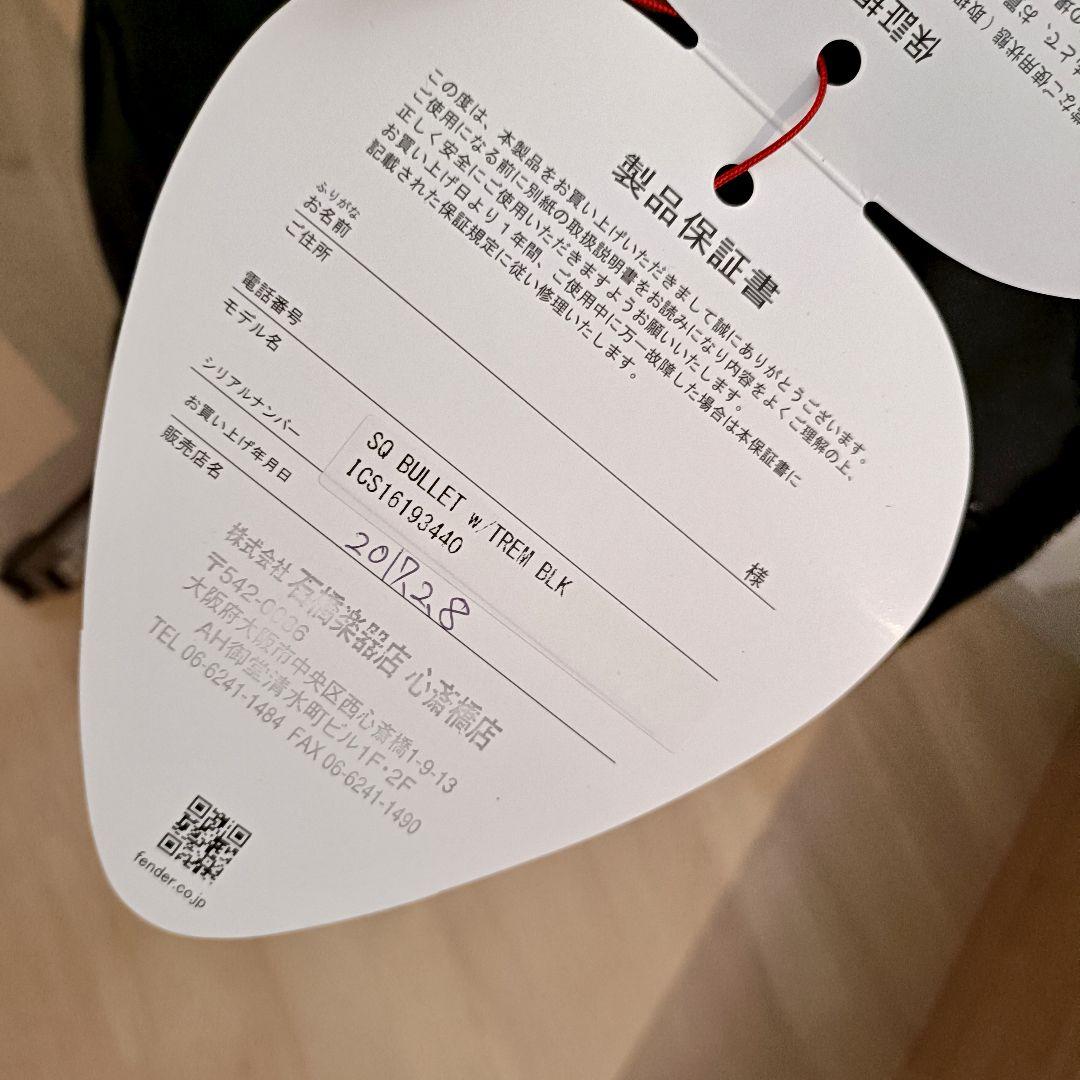 製品保証書
この度は、本製品をお買い上げいただきまして誠にありがとうございます。
ご使用になる前に別紙の取扱説明書をお読みになり内容をよくご理解の上、
正しく安全にご使用いただきますようお願いいたします。
お買い上げ日より1年間、ご使用中に万一故障した場合は本保証書に
記載された保証規定に従い修理いたします。
ふりがな
お名前 様
ご住所
電話番号
モデル名 SQ BULLET w/TREM BLK
シリアルナンバー ICS16193440
お買い上げ年月日 2017.2.8
販売店名
株式会社 石橋楽器店 心斎橋店
〒542-0086
大阪府大阪市中央区西心斎橋1-9-13
AH御堂清水町ビル1F・2F
TEL 06-6241-1484 FAX 06-6241-1490
fender.co.jp